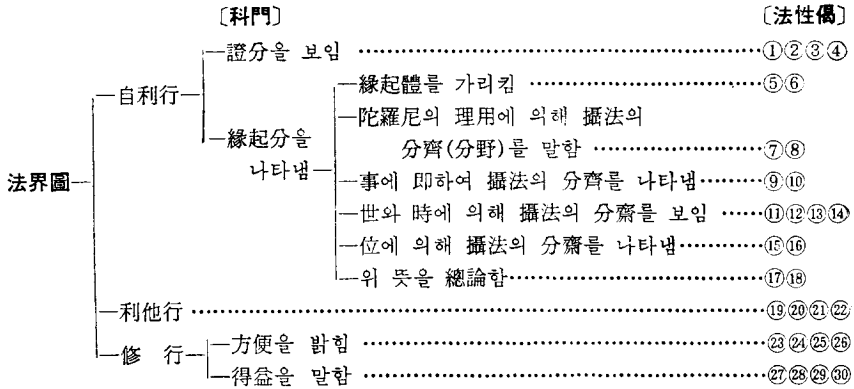 〔科門〕 〔法性偈〕
證分을 보임 ①②③④
緣起體를 가리킴 ⑤⑥
自利行
陀羅尼의 理用에 의해 攝法의
緣起分을 分齊(分野)를 말함 ⑦⑧
나타냄
法界圖 事에 即하여 攝法의 分齊를 나타냄 ⑨⑩
世와 時에 의해 攝法의 分齋를 보임 ⑪⑫⑬⑭
位에 의해 攝法의 分齋를 나타냄 ⑮⑯
위 뜻을 總論함 ⑰⑱
利他行 ⑲⑳㉑㉒
修 行 方便을 밝힘 ㉓㉔㉕㉖
得益을 말함 ㉗㉘㉙㉚